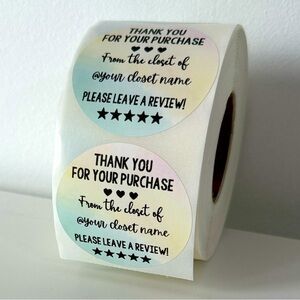 THANK YOU
FOR YOUR PURCHASE
♥ ♥ ♥
From the closet of
@your closet name
PLEASE LEAVE A REVIEW!
★★★★★
THANK YOU
FOR YOUR PURCHASE
♥ ♥ ♥
From the closet of
@your closet name
PLEASE LEAVE A REVIEW!
★★★★★